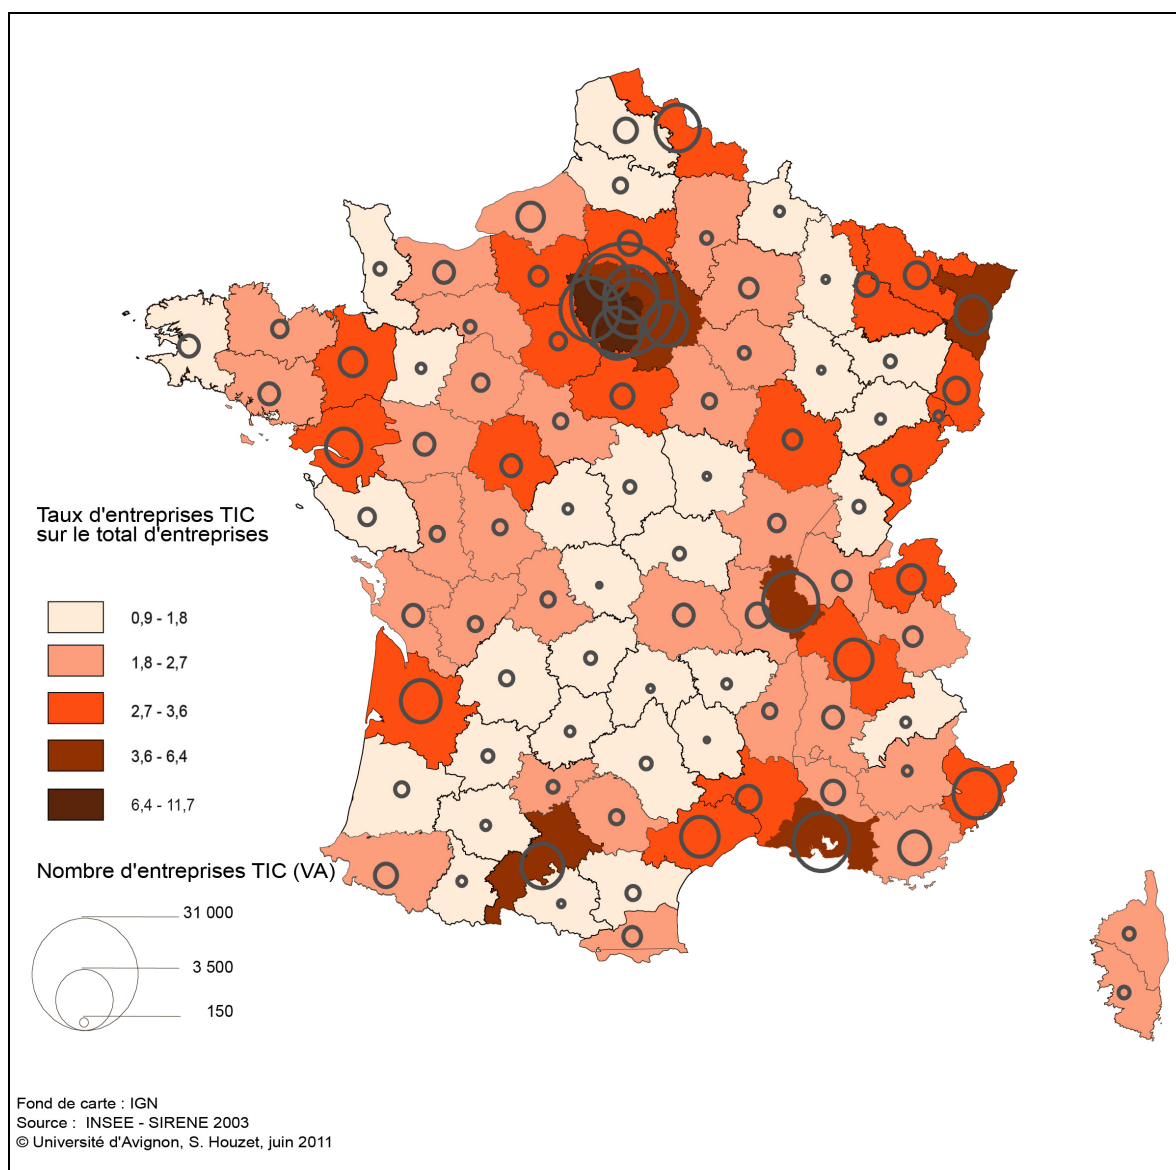 Taux d'entreprises TIC
sur le total d'entreprises
0,9 - 1,8
1,8 - 2,7
2,7 - 3,6
3,6 - 6,4
6,4 - 11,7
Nombre d'entreprises TIC (VA)
31 000
3 500
150
Fond de carte : IGN
Source : INSEE - SIRENE 2003
© Université d'Avignon, S. Houzet, juin 2011